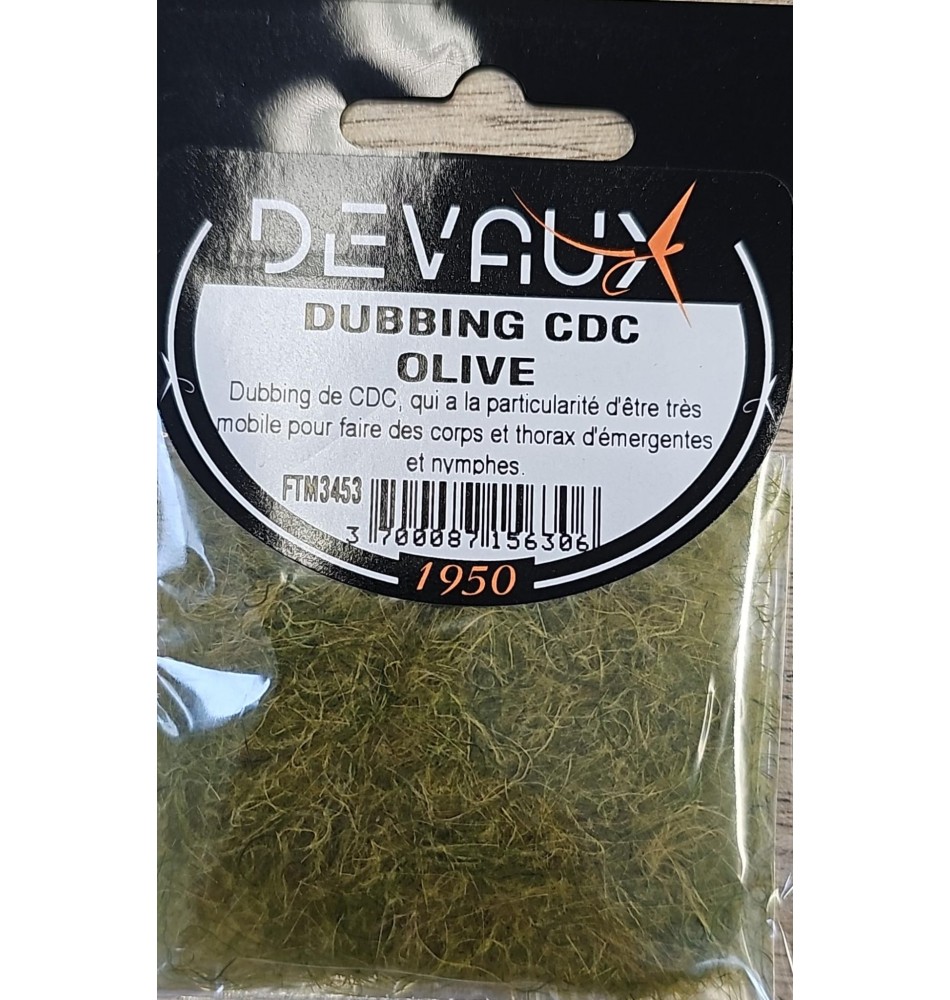 DEVAUX
DUBBING CDC
OLIVE
Dubbing de CDC, qui a la particularité d'être très
mobile pour faire des corps et thorax d'émergentes
et nymphes.
FTM3453
3 700087 156306
1950